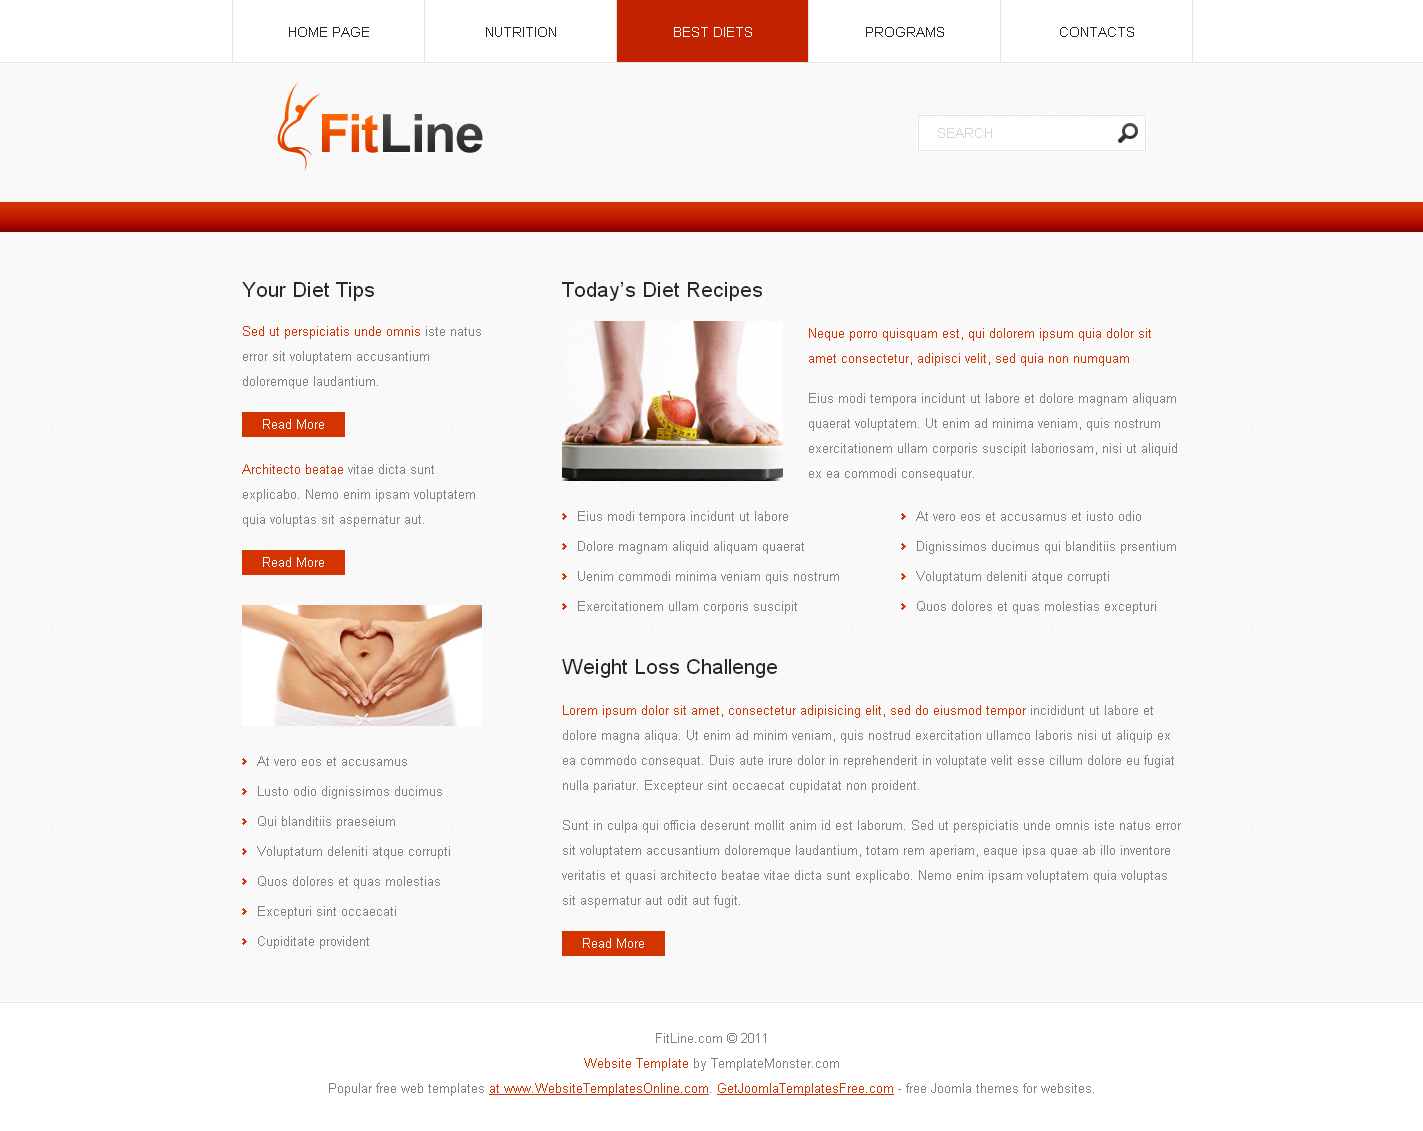 HOME PAGE
NUTRITION
BEST DIETS
PROGRAMS
CONTACTS
FitLine
SEARCH
Your Diet Tips
Sed ut perspiciatis unde omnis iste natus
error sit voluptatem accusantium
doloremque laudantium.
Read More
Architecto beatae vitae dicta sunt
explicabo. Nemo enim ipsam voluptatem
quia voluptas sit aspernatur aut.
Read More
At vero eos et accusamus
Lusto odio dignissimos ducimus
Qui blanditiis praeseium
Voluptatum deleniti atque corrupti
Quos dolores et quas molestias
Excepturi sint occaecati
Cupiditate provident
Today's Diet Recipes
Neque porro quisquam est, qui dolorem ipsum quia dolor sit
amet consectetur, adipisci velit, sed quia non numquam
Eius modi tempora incidunt ut labore et dolore magnam aliquam
quaerat voluptatem. Ut enim ad minima veniam, quis nostrum
exercitationem ullam corporis suscipit laboriosam, nisi ut aliquid
ex ea commodi consequatur.
Eius modi tempora incidunt ut labore
Dolore magnam aliquid aliquam quaerat
Uenim commodi minima veniam quis nostrum
Exercitationem ullam corporis suscipit
At vero eos et accusamus et iusto odio
Dignissimos ducimus qui blanditiis prsentium
Voluptatum deleniti atque corrupti
Quos dolores et quas molestias excepturi
Weight Loss Challenge
Lorem ipsum dolor sit amet, consectetur adipisicing elit, sed do eiusmod tempor incididunt ut labore et
dolore magna aliqua. Ut enim ad minim veniam, quis nostrud exercitation ullamco laboris nisi ut aliquip ex
ea commodo consequat. Duis aute irure dolor in reprehenderit in voluptate velit esse cillum dolore eu fugiat
nulla pariatur. Excepteur sint occaecat cupidatat non proident.
Sunt in culpa qui officia deserunt mollit anim id est laborum. Sed ut perspiciatis unde omnis iste natus error
sit voluptatem accusantium doloremque laudantium, totam rem aperiam, eaque ipsa quae ab illo inventore
veritatis et quasi architecto beatae vitae dicta sunt explicabo. Nemo enim ipsam voluptatem quia voluptas
sit aspernatur aut odit aut fugit.
Read More
FitLine.com © 2011
Website Template by TemplateMonster.com
Popular free web templates at www.WebsiteTemplatesOnline.com. GetJoomlaTemplatesFree.com - free Joomla themes for websites.